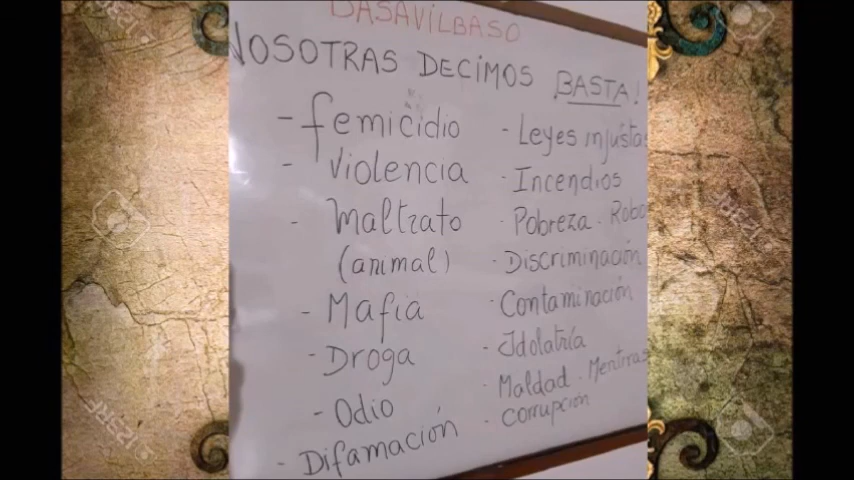 BASAVILBASO
NOSOTRAS DECIMOS BASTA!
- Femicidio
- Violencia
- Maltrato
(animal)
- Mafia
- Droga
- Odio
- Difamación
- Leyes injustas
- Incendios
- Pobreza - Robo
- Discriminación
- Contaminación
- Idolatría
- Maldad - Mentiras
- Corrupción